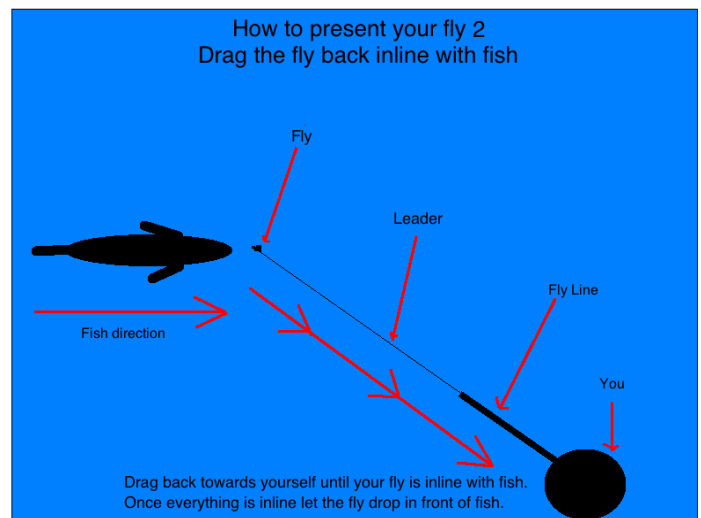 How to present your fly 2
Drag the fly back inline with fish
Fly
Leader
Fly Line
Fish direction
You
Drag back towards yourself until your fly is inline with fish.
Once everything is inline let the fly drop in front of fish.